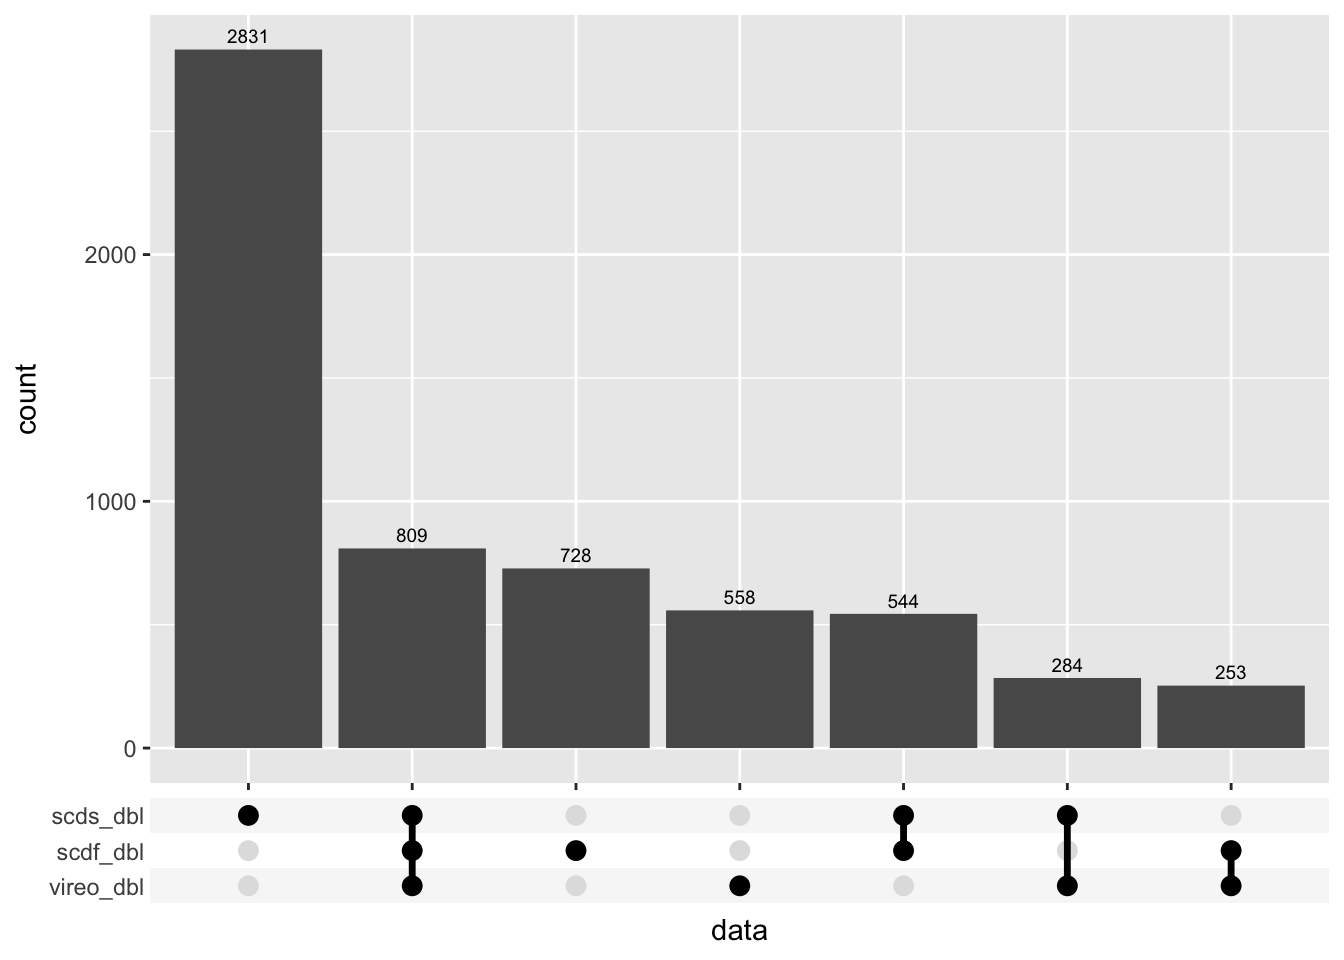 2831
809
728
558
544
284
253
count
2000
1000
0
scds_dbl
scdf_dbl
vireo_dbl
data